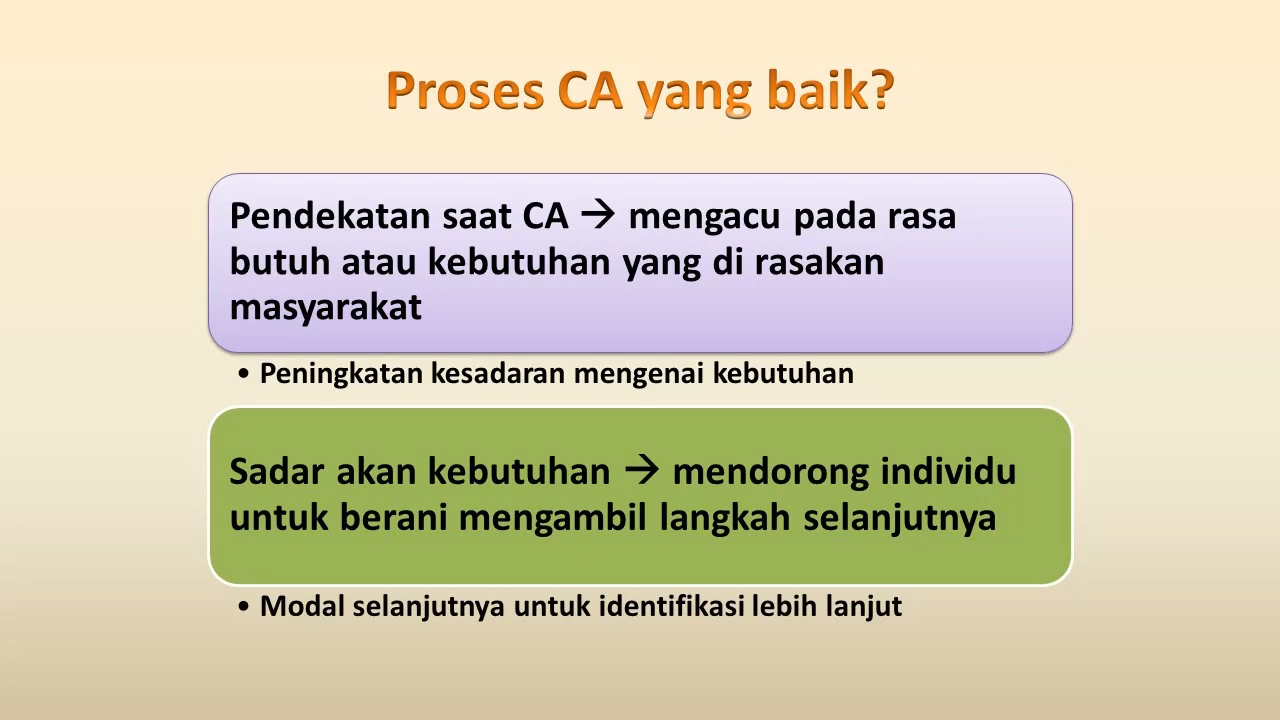 Proses CA yang baik?
Pendekatan saat CA → mengacu pada rasa
butuh atau kebutuhan yang di rasakan
masyarakat
• Peningkatan kesadaran mengenai kebutuhan
Sadar akan kebutuhan → mendorong individu
untuk berani mengambil langkah selanjutnya
• Modal selanjutnya untuk identifikasi lebih lanjut